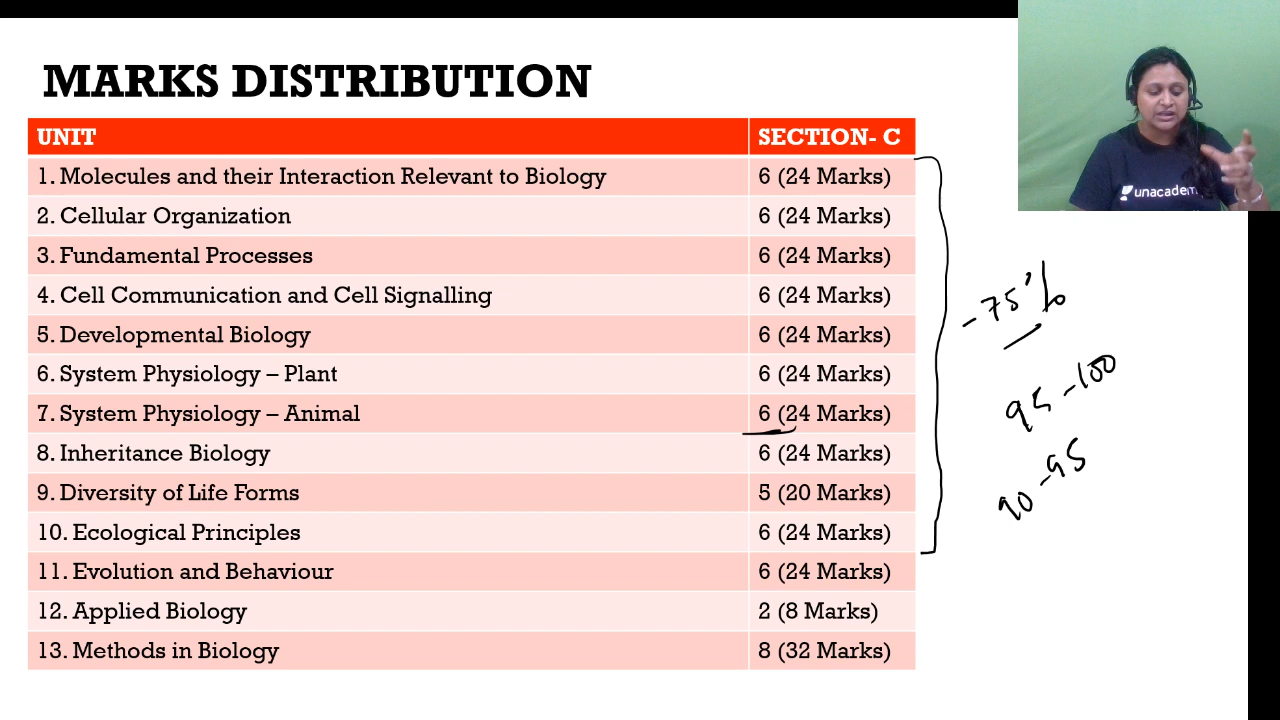 MARKS DISTRIBUTION
UNIT SECTION- C
1. Molecules and their Interaction Relevant to Biology 6 (24 Marks)
2. Cellular Organization 6 (24 Marks)
3. Fundamental Processes 6 (24 Marks)
4. Cell Communication and Cell Signalling 6 (24 Marks)
5. Developmental Biology 6 (24 Marks)
6. System Physiology – Plant 6 (24 Marks)
7. System Physiology – Animal 6 (24 Marks)
8. Inheritance Biology 6 (24 Marks)
9. Diversity of Life Forms 5 (20 Marks)
10. Ecological Principles 6 (24 Marks)
11. Evolution and Behaviour 6 (24 Marks)
12. Applied Biology 2 (8 Marks)
13. Methods in Biology 8 (32 Marks)
unacadem
-75%
95-100
90-95